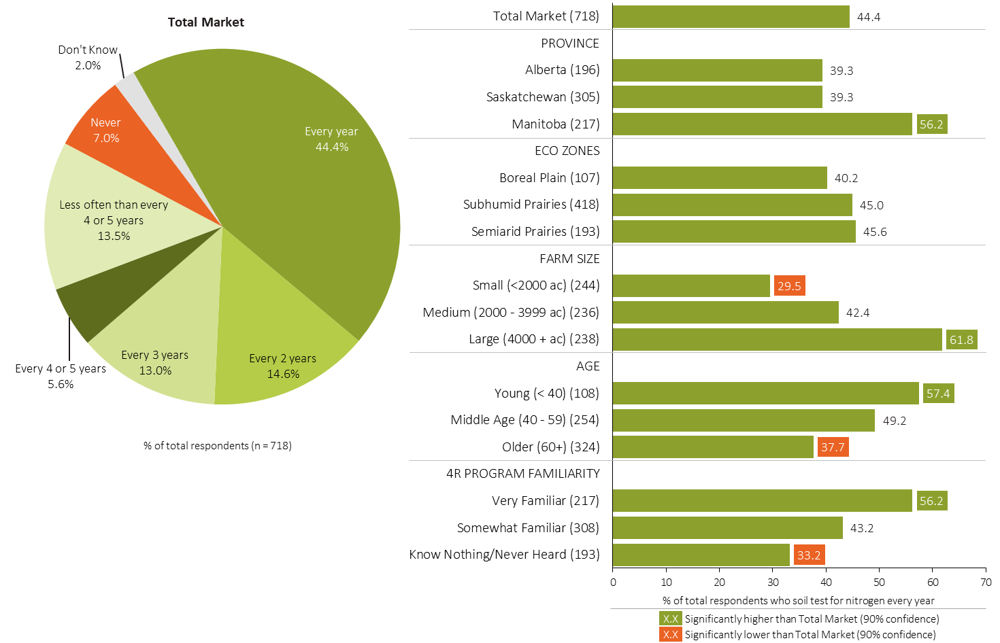 Total Market
Don't Know
2.0%
Never
7.0%
Every year
44.4%
Less often than every
4 or 5 years
13.5%
Every 4 or 5 years
5.6%
Every 3 years
13.0%
Every 2 years
14.6%
% of total respondents (n = 718)
Total Market (718) 44.4
PROVINCE
Alberta (196) 39.3
Saskatchewan (305) 39.3
Manitoba (217) 56.2
ECO ZONES
Boreal Plain (107) 40.2
Subhumid Prairies (418) 45.0
Semiarid Prairies (193) 45.6
FARM SIZE
Small (<2000 ac) (244) 29.5
Medium (2000 - 3999 ac) (236) 42.4
Large (4000 + ac) (238) 61.8
AGE
Young (< 40) (108) 57.4
Middle Age (40 - 59) (254) 49.2
Older (60+) (324) 37.7
4R PROGRAM FAMILIARITY
Very Familiar (217) 56.2
Somewhat Familiar (308) 43.2
Know Nothing/Never Heard (193) 33.2
0 10 20 30 40 50 60 70
% of total respondents who soil test for nitrogen every year
X.X Significantly higher than Total Market (90% confidence)
X.X Significantly lower than Total Market (90% confidence)